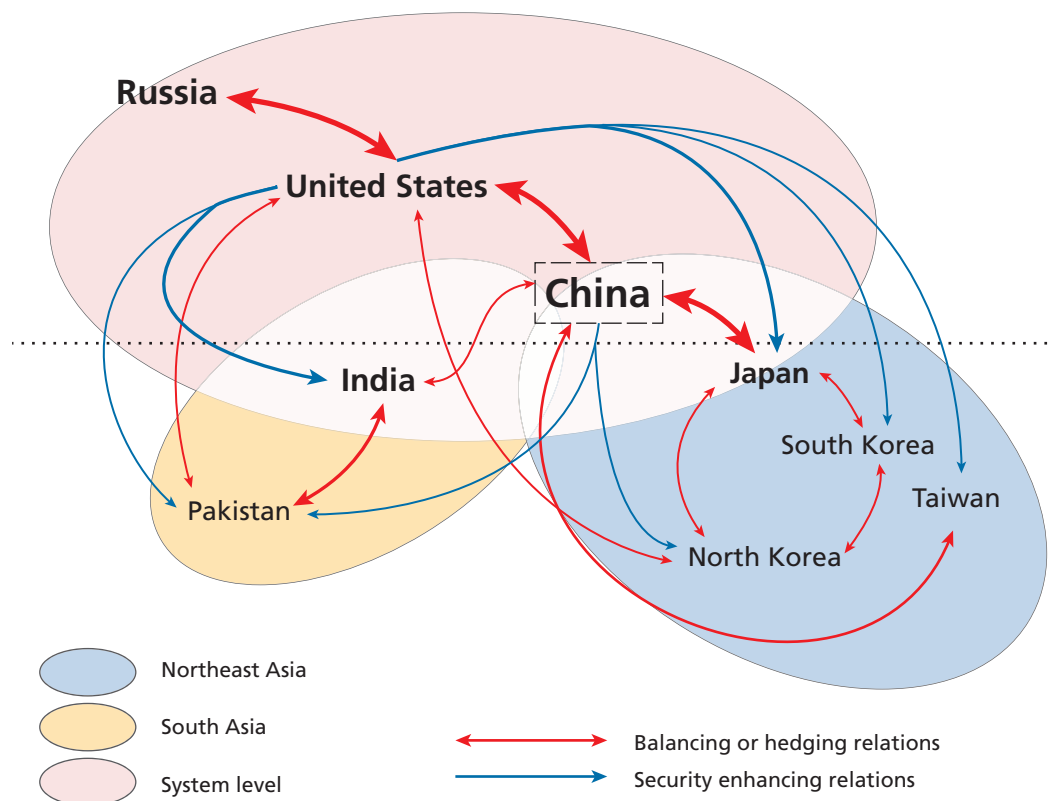 Russia
United States
China
India
Japan
South Korea
Taiwan
Pakistan
North Korea
Northeast Asia
South Asia
System level
Balancing or hedging relations
Security enhancing relations